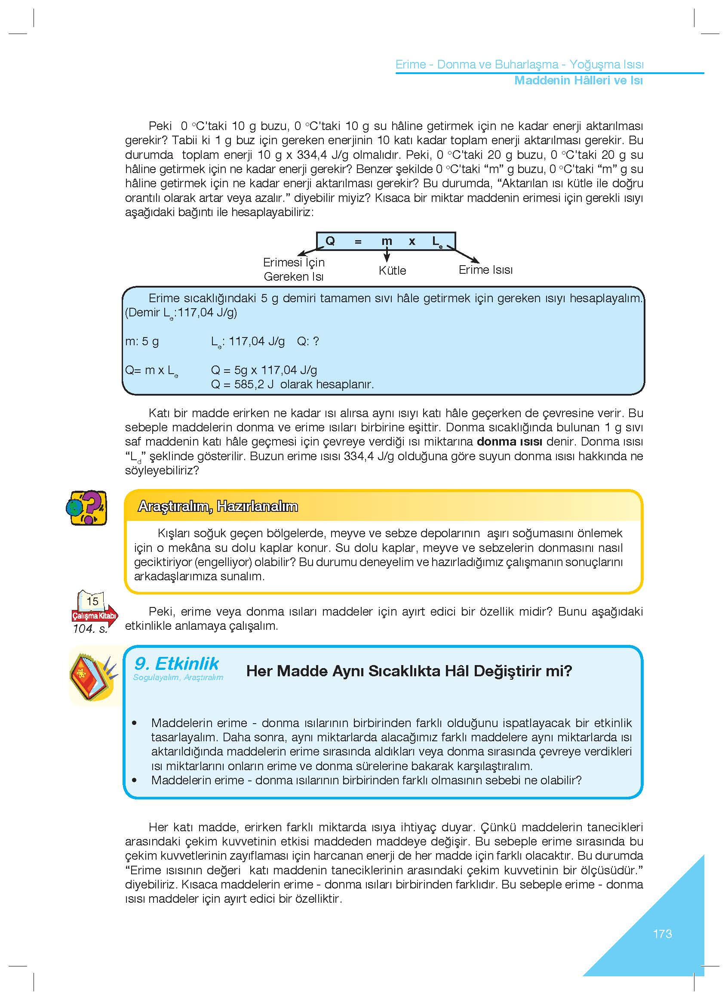 Erime - Donma ve Buharlaşma - Yoğuşma Isısı
Maddenin Hâlleri ve Isı
Peki 0 °C'taki 10 g buzu, 0 °C'taki 10 g su hâline getirmek için ne kadar enerji aktarılması
gerekir? Tabii ki 1 g buz için gereken enerjinin 10 katı kadar toplam enerji aktarılması gerekir. Bu
durumda toplam enerji 10 g x 334,4 J/g olmalıdır. Peki, 0 °C'taki 20 g buzu, 0 °C'taki 20 g su
hâline getirmek için ne kadar enerji gerekir? Benzer şekilde 0 °C'taki “m” g buzu, 0 °C'taki “m” g su
hâline getirmek için ne kadar enerji aktarılması gerekir? Bu durumda, “Aktarılan ısı kütle ile doğru
orantılı olarak artar veya azalır.” diyebilir miyiz? Kısaca bir miktar maddenin erimesi için gerekli ısıyı
aşağıdaki bağıntı ile hesaplayabiliriz:
Q = m x Le
Erimesi İçin
Gereken Isı
Kütle
Erime Isısı
Erime sıcaklığındaki 5 g demiri tamamen sıvı hâle getirmek için gereken ısıyı hesaplayalım.
(Demir Le:117,04 J/g)
m: 5 g Le: 117,04 J/g Q: ?
Q= m x Le Q = 5g x 117,04 J/g
Q = 585,2 J olarak hesaplanır.
Katı bir madde erirken ne kadar ısı alırsa aynı ısıyı katı hâle geçerken de çevresine verir. Bu
sebeple maddelerin donma ve erime ısıları birbirine eşittir. Donma sıcaklığında bulunan 1 g sıvı
saf maddenin katı hâle geçmesi için çevreye verdiği ısı miktarına donma ısısı denir. Donma ısısı
“Ld” şeklinde gösterilir. Buzun erime ısısı 334,4 J/g olduğuna göre suyun donma ısısı hakkında ne
söyleyebiliriz?
Araştıralım, Hazırlanalım
Kışları soğuk geçen bölgelerde, meyve ve sebze depolarının aşırı soğumasını önlemek
için o mekâna su dolu kaplar konur. Su dolu kaplar, meyve ve sebzelerin donmasını nasıl
geciktiriyor (engelliyor) olabilir? Bu durumu deneyelim ve hazırladığımız çalışmanın sonuçlarını
arkadaşlarımıza sunalım.
15
Çalışma Kitabı
104. s.
Peki, erime veya donma ısıları maddeler için ayırt edici bir özellik midir? Bunu aşağıdaki
etkinlikle anlamaya çalışalım.
9. Etkinlik
Sogulayalım, Araştıralım
Her Madde Aynı Sıcaklıkta Hâl Değiştirir mi?
• Maddelerin erime - donma ısılarının birbirinden farklı olduğunu ispatlayacak bir etkinlik
tasarlayalım. Daha sonra, aynı miktarlarda alacağımız farklı maddelere aynı miktarlarda ısı
aktarıldığında maddelerin erime sırasında aldıkları veya donma sırasında çevreye verdikleri
ısı miktarlarını onların erime ve donma sürelerine bakarak karşılaştıralım.
• Maddelerin erime - donma ısılarının birbirinden farklı olmasının sebebi ne olabilir?
Her katı madde, erirken farklı miktarda ısıya ihtiyaç duyar. Çünkü maddelerin tanecikleri
arasındaki çekim kuvvetinin etkisi maddeden maddeye değişir. Bu sebeple erime sırasında bu
çekim kuvvetlerinin zayıflaması için harcanan enerji de her madde için farklı olacaktır. Bu durumda
“Erime ısısının değeri katı maddenin taneciklerinin arasındaki çekim kuvvetinin bir ölçüsüdür.”
diyebiliriz. Kısaca maddelerin erime - donma ısıları birbirinden farklıdır. Bu sebeple erime - donma
ısısı maddeler için ayırt edici bir özelliktir.
173